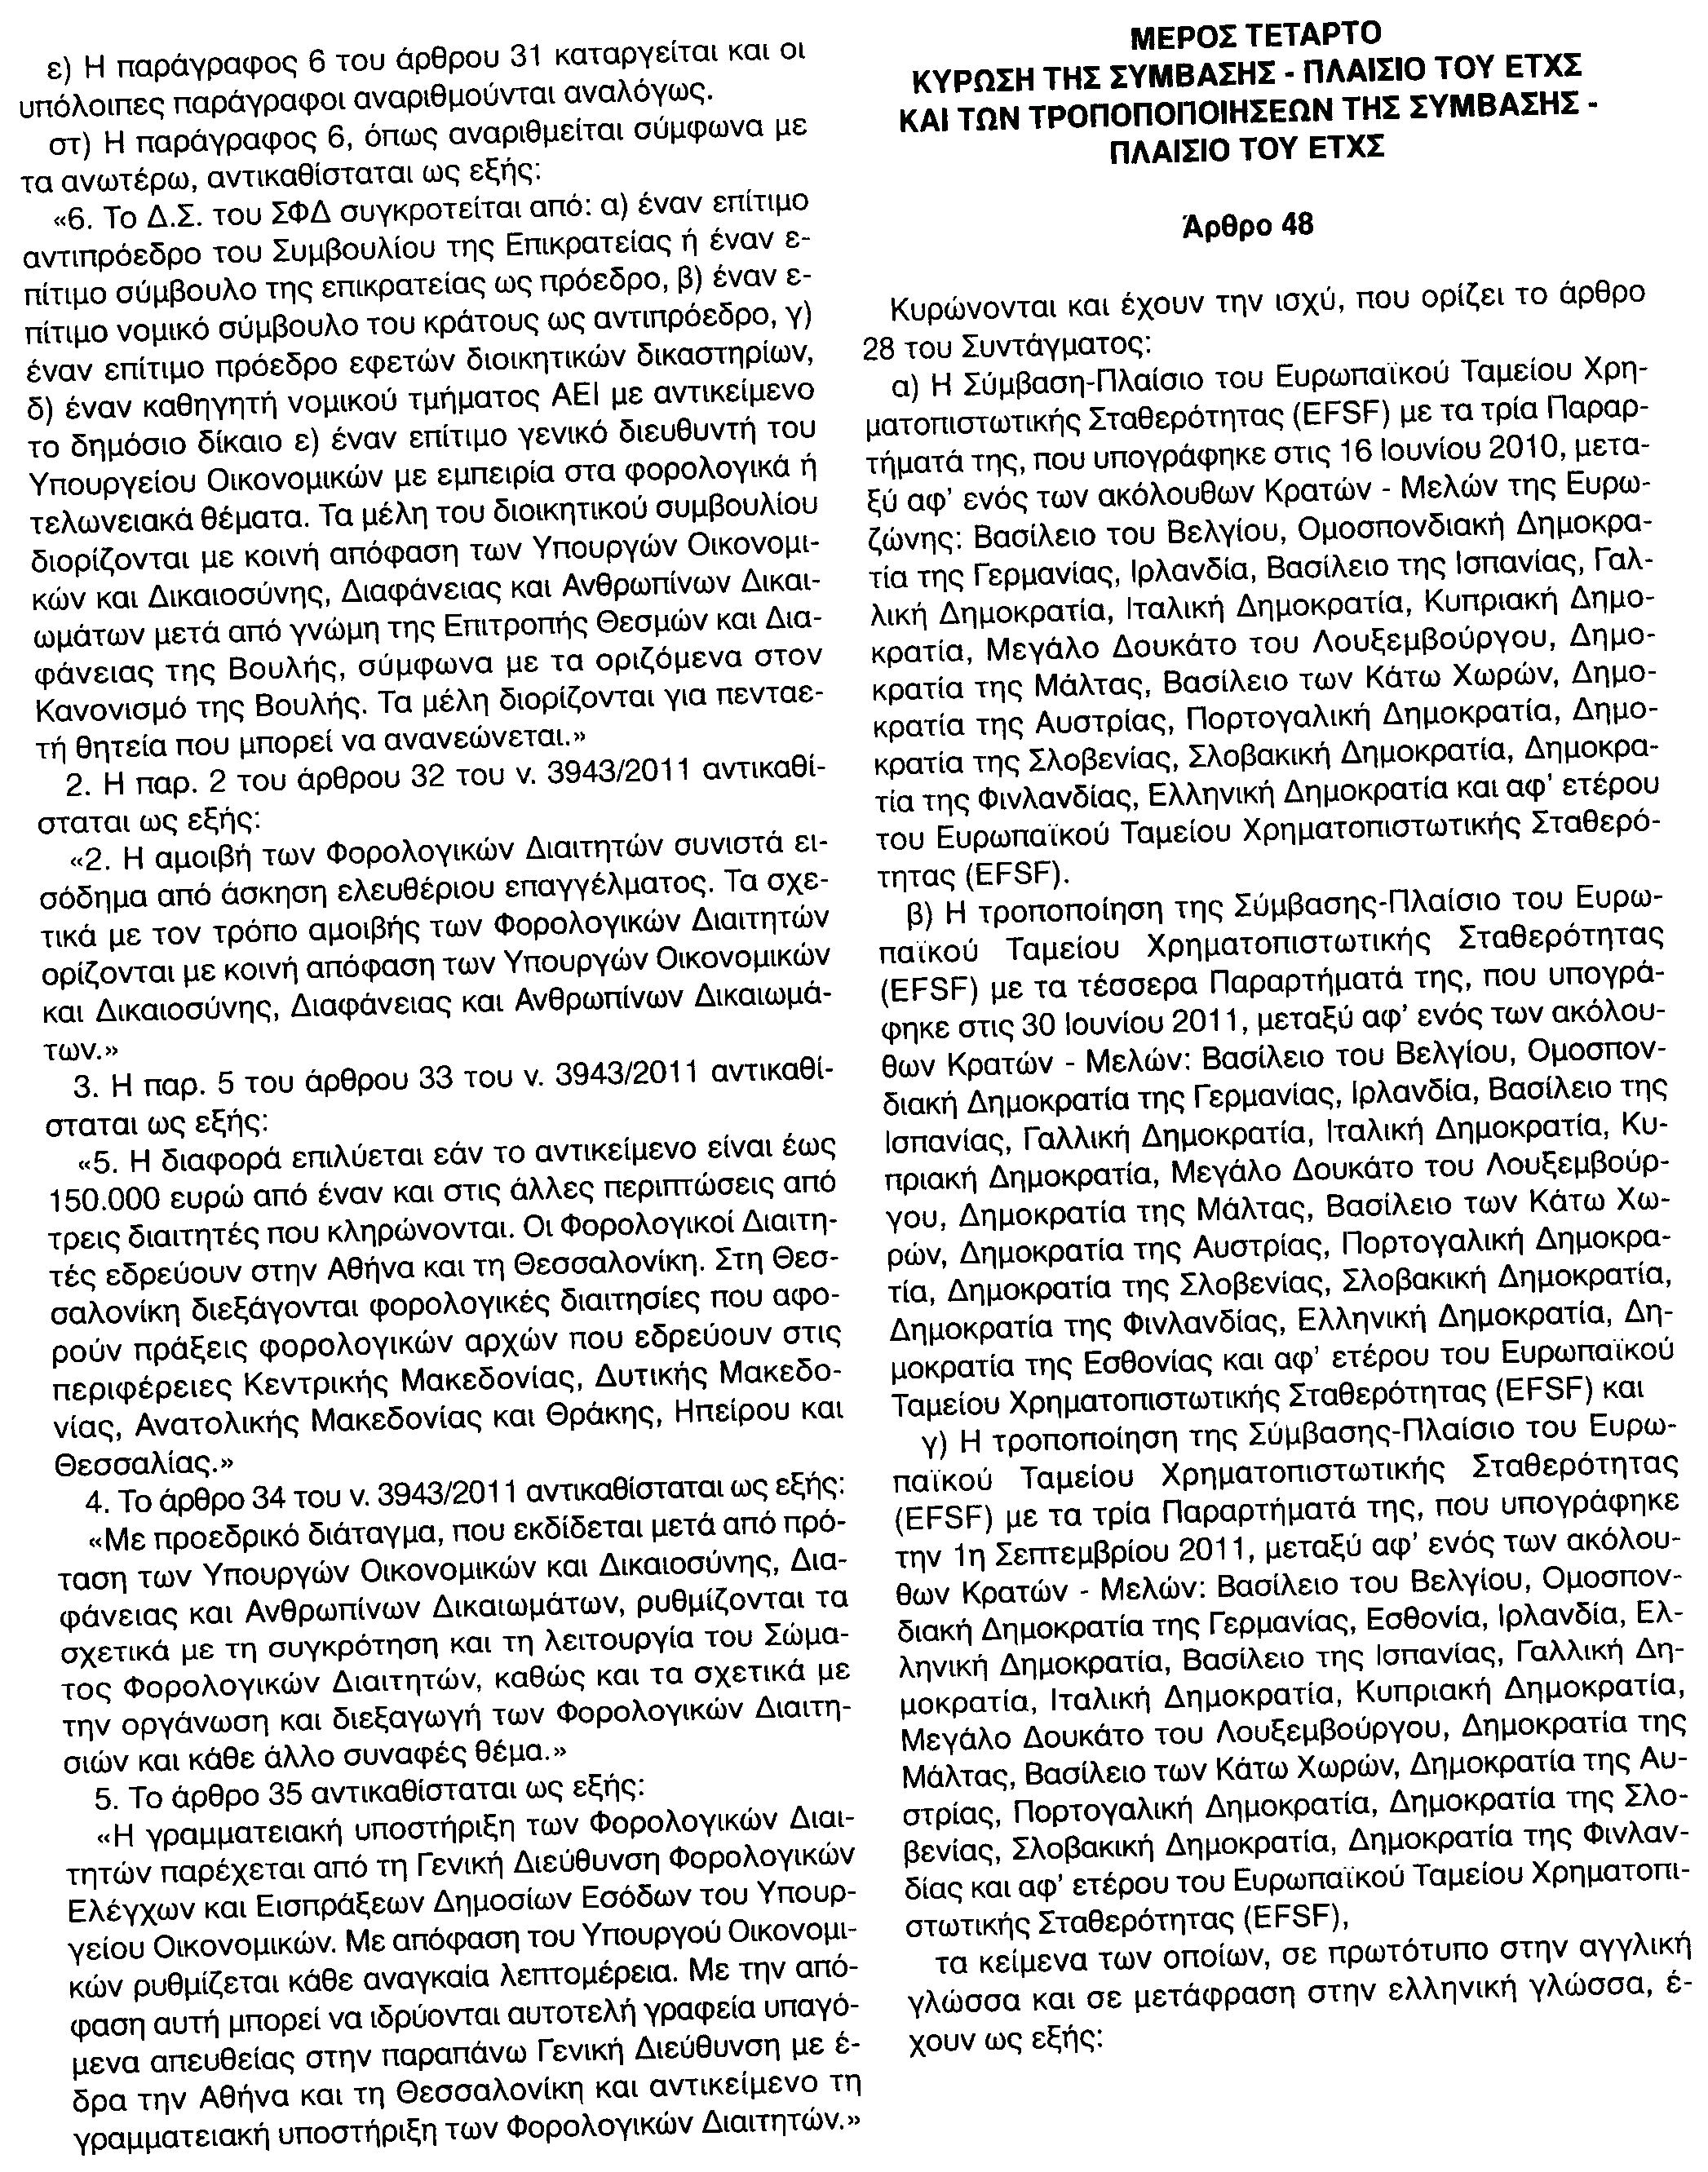 ε) Η παράγραφος 6 του άρθρου 31 καταργείται και οι
υπόλοιπες παράγραφοι αναριθμούνται αναλόγως.
στ) Η παράγραφος 6, όπως αναριθμείται σύμφωνα με
τα ανωτέρω, αντικαθίσταται ως εξής:
«6. Το Δ.Σ. του ΣΦΔ συγκροτείται από: α) έναν επίτιμο
αντιπρόεδρο του Συμβουλίου της Επικρατείας ή έναν ε-
πίτιμο σύμβουλο της επικρατείας ως πρόεδρο, β) έναν ε-
πίτιμο νομικό σύμβουλο του κράτους ως αντιπρόεδρο, γ)
έναν επίτιμο πρόεδρο εφετών διοικητικών δικαστηρίων,
δ) έναν καθηγητή νομικού τμήματος ΑΕΙ με αντικείμενο
το δημόσιο δίκαιο ε) έναν επίτιμο γενικό διευθυντή του
Υπουργείου Οικονομικών με εμπειρία στα φορολογικά ή
τελωνειακά θέματα. Τα μέλη του διοικητικού συμβουλίου
διορίζονται με κοινή απόφαση των Υπουργών Οικονομι-
κών και Δικαιοσύνης, Διαφάνειας και Ανθρωπίνων Δικαι-
ωμάτων μετά από γνώμη της Επιτροπής Θεσμών και Δια-
φάνειας της Βουλής, σύμφωνα με τα οριζόμενα στον
Κανονισμό της Βουλής. Τα μέλη διορίζονται για πενταε-
τή θητεία που μπορεί να ανανεώνεται.»
2. Η παρ. 2 του άρθρου 32 του ν. 3943/2011 αντικαθί-
σταται ως εξής:
«2. Η αμοιβή των Φορολογικών Διαιτητών συνιστά ει-
σόδημα από άσκηση ελευθέριου επαγγέλματος. Τα σχε-
τικά με τον τρόπο αμοιβής των Φορολογικών Διαιτητών
ορίζονται με κοινή απόφαση των Υπουργών Οικονομικών
και Δικαιοσύνης, Διαφάνειας και Ανθρωπίνων Δικαιωμά-
των.»
3. Η παρ. 5 του άρθρου 33 του ν. 3943/2011 αντικαθί-
σταται ως εξής:
«5. Η διαφορά επιλύεται εάν το αντικείμενο είναι έως
150.000 ευρώ από έναν και στις άλλες περιπτώσεις από
τρεις διαιτητές που κληρώνονται. Οι Φορολογικοί Διαιτη-
τές εδρεύουν στην Αθήνα και τη Θεσσαλονίκη. Στη Θεσ-
σαλονίκη διεξάγονται φορολογικές διαιτησίες που αφο-
ρούν πράξεις φορολογικών αρχών που εδρεύουν στις
περιφέρειες Κεντρικής Μακεδονίας, Δυτικής Μακεδο-
νίας, Ανατολικής Μακεδονίας και Θράκης, Ηπείρου και
Θεσσαλίας.»
4. Το άρθρο 34 του ν. 3943/2011 αντικαθίσταται ως εξής:
«Με προεδρικό διάταγμα, που εκδίδεται μετά από πρό-
ταση των Υπουργών Οικονομικών και Δικαιοσύνης, Δια-
φάνειας και Ανθρωπίνων Δικαιωμάτων, ρυθμίζονται τα
σχετικά με τη συγκρότηση και τη λειτουργία του Σώμα-
τος Φορολογικών Διαιτητών, καθώς και τα σχετικά με
την οργάνωση και διεξαγωγή των Φορολογικών Διαιτη-
σιών και κάθε άλλο συναφές θέμα.»
5. Το άρθρο 35 αντικαθίσταται ως εξής:
«Η γραμματειακή υποστήριξη των Φορολογικών Διαι-
τητών παρέχεται από τη Γενική Διεύθυνση Φορολογικών
Ελέγχων και Εισπράξεων Δημοσίων Εσόδων του Υπουρ-
γείου Οικονομικών. Με απόφαση του Υπουργού Οικονομι-
κών ρυθμίζεται κάθε αναγκαία λεπτομέρεια. Με την από-
φαση αυτή μπορεί να ιδρύονται αυτοτελή γραφεία υπαγό-
μενα απευθείας στην παραπάνω Γενική Διεύθυνση με έ-
δρα την Αθήνα και τη Θεσσαλονίκη και αντικείμενο τη
γραμματειακή υποστήριξη των Φορολογικών Διαιτητών.»
ΜΕΡΟΣ ΤΕΤΑΡΤΟ
ΚΥΡΩΣΗ ΤΗΣ ΣΥΜΒΑΣΗΣ - ΠΛΑΙΣΙΟ ΤΟΥ ΕΤΧΣ
ΚΑΙ ΤΩΝ ΤΡΟΠΟΠΟΠΟΙΗΣΕΩΝ ΤΗΣ ΣΥΜΒΑΣΗΣ -
ΠΛΑΙΣΙΟ ΤΟΥ ΕΤΧΣ
Άρθρο 48
Κυρώνονται και έχουν την ισχύ, που ορίζει το άρθρο
28 του Συντάγματος:
α) Η Σύμβαση-Πλαίσιο του Ευρωπαϊκού Ταμείου Χρη-
ματοπιστωτικής Σταθερότητας (EFSF) με τα τρία Παραρ-
τήματά της, που υπογράφηκε στις 16 Ιουνίου 2010, μετα-
ξύ αφ’ ενός των ακόλουθων Κρατών - Μελών της Ευρω-
ζώνης: Βασίλειο του Βελγίου, Ομοσπονδιακή Δημοκρα-
τία της Γερμανίας, Ιρλανδία, Βασίλειο της Ισπανίας, Γαλ-
λική Δημοκρατία, Ιταλική Δημοκρατία, Κυπριακή Δημο-
κρατία, Μεγάλο Δουκάτο του Λουξεμβούργου, Δημο-
κρατία της Μάλτας, Βασίλειο των Κάτω Χωρών, Δημο-
κρατία της Αυστρίας, Πορτογαλική Δημοκρατία, Δημο-
κρατία της Σλοβενίας, Σλοβακική Δημοκρατία, Δημοκρα-
τία της Φινλανδίας, Ελληνική Δημοκρατία και αφ’ ετέρου
του Ευρωπαϊκού Ταμείου Χρηματοπιστωτικής Σταθερό-
τητας (EFSF).
β) Η τροποποίηση της Σύμβασης-Πλαίσιο του Ευρω-
παϊκού Ταμείου Χρηματοπιστωτικής Σταθερότητας
(EFSF) με τα τέσσερα Παραρτήματά της, που υπογρά-
φηκε στις 30 Ιουνίου 2011, μεταξύ αφ’ ενός των ακόλου-
θων Κρατών - Μελών: Βασίλειο του Βελγίου, Ομοσπον-
διακή Δημοκρατία της Γερμανίας, Ιρλανδία, Βασίλειο της
Ισπανίας, Γαλλική Δημοκρατία, Ιταλική Δημοκρατία, Κυ-
πριακή Δημοκρατία, Μεγάλο Δουκάτο του Λουξεμβούρ-
γου, Δημοκρατία της Μάλτας, Βασίλειο των Κάτω Χω-
ρών, Δημοκρατία της Αυστρίας, Πορτογαλική Δημοκρα-
τία, Δημοκρατία της Σλοβενίας, Σλοβακική Δημοκρατία,
Δημοκρατία της Φινλανδίας, Ελληνική Δημοκρατία, Δη-
μοκρατία της Εσθονίας και αφ’ ετέρου του Ευρωπαϊκού
Ταμείου Χρηματοπιστωτικής Σταθερότητας (EFSF) και
γ) Η τροποποίηση της Σύμβασης-Πλαίσιο του Ευρω-
παϊκού Ταμείου Χρηματοπιστωτικής Σταθερότητας
(EFSF) με τα τρία Παραρτήματά της, που υπογράφηκε
την 1η Σεπτεμβρίου 2011, μεταξύ αφ’ ενός των ακόλου-
θων Κρατών - Μελών: Βασίλειο του Βελγίου, Ομοσπον-
διακή Δημοκρατία της Γερμανίας, Εσθονία, Ιρλανδία, Ελ-
ληνική Δημοκρατία, Βασίλειο της Ισπανίας, Γαλλική Δη-
μοκρατία, Ιταλική Δημοκρατία, Κυπριακή Δημοκρατία,
Μεγάλο Δουκάτο του Λουξεμβούργου, Δημοκρατία της
Μάλτας, Βασίλειο των Κάτω Χωρών, Δημοκρατία της Αυ-
στρίας, Πορτογαλική Δημοκρατία, Δημοκρατία της Σλο-
βενίας, Σλοβακική Δημοκρατία, Δημοκρατία της Φινλαν-
δίας και αφ’ ετέρου του Ευρωπαϊκού Ταμείου Χρηματοπι-
στωτικής Σταθερότητας (EFSF),
τα κείμενα των οποίων, σε πρωτότυπο στην αγγλική
γλώσσα και σε μετάφραση στην ελληνική γλώσσα, έ-
χουν ως εξής: